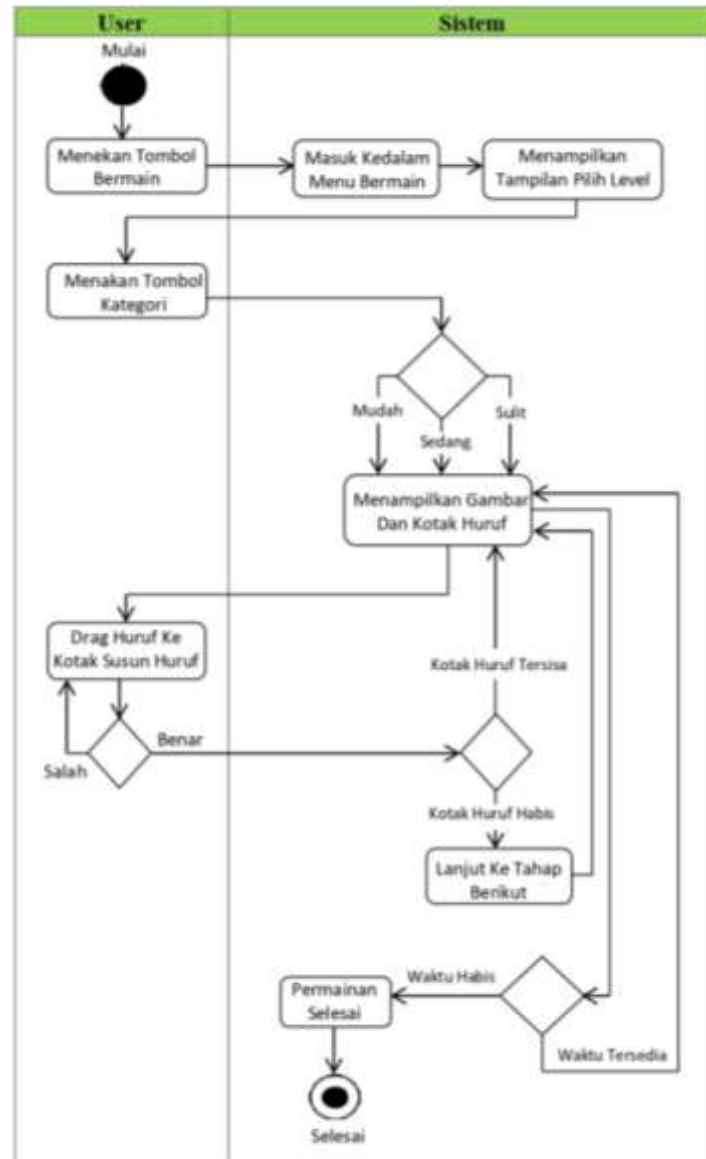 User
Sistem
Mulai
Menekan Tombol
Bermain
Masuk Kedalam
Menu Bermain
Menampilkan
Tampilan Pilih Level
Menakan Tombol
Kategori
Mudah
Sulit
Sedang
Menampilkan Gambar
Dan Kotak Huruf
Drag Huruf Ke
Kotak Susun Huruf
Kotak Huruf Tersisa
Benar
Salah
Kotak Huruf Habis
Lanjut Ke Tahap
Berikut
Waktu Habis
Permainan
Selesai
Waktu Tersedia
Selesai